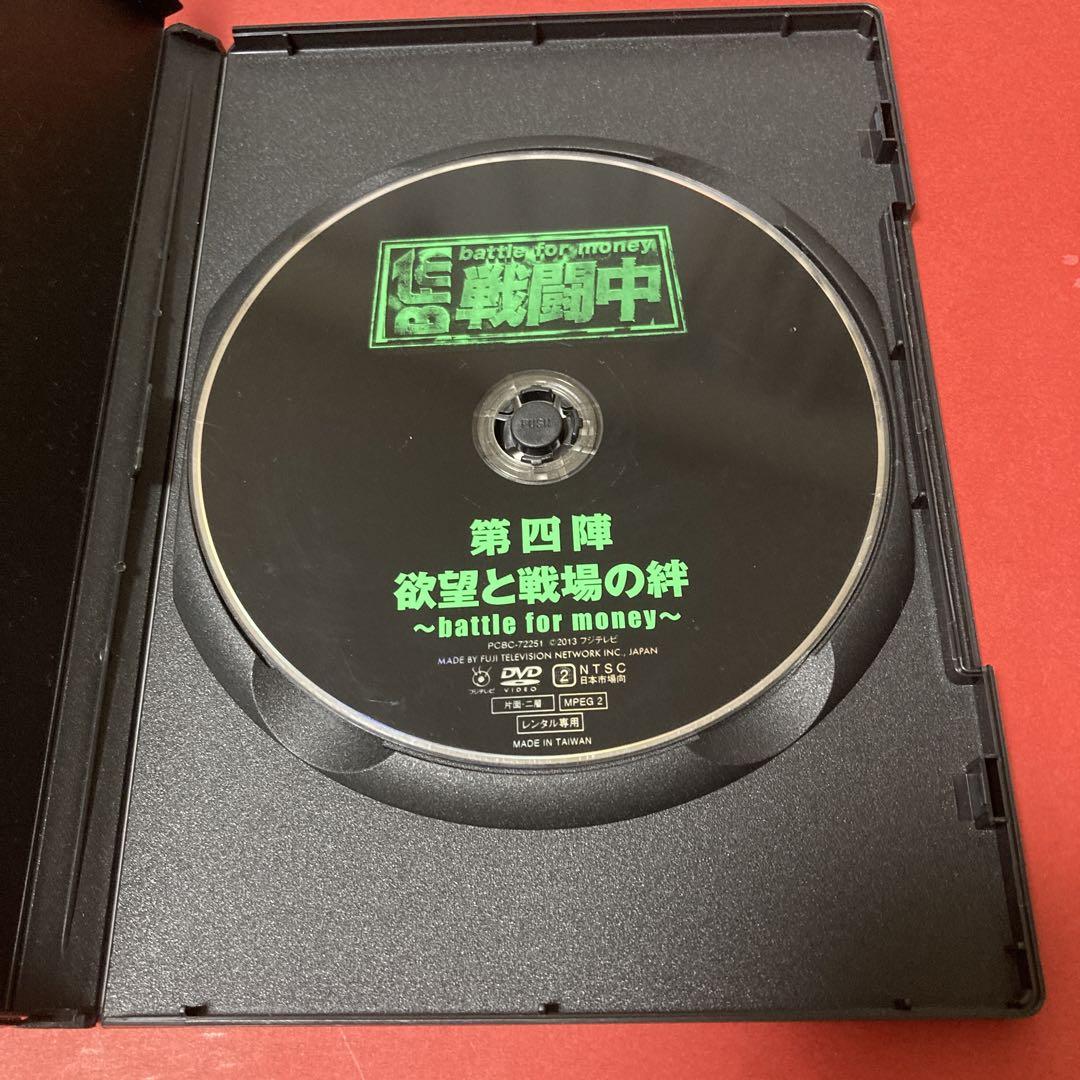 battle for money
BFM
戦闘中
PUSH
第四陣
欲望と戦場の絆
～battle for money～
PCBC-72251 ©2013 フジテレビ
MADE BY FUJI TELEVISION NETWORK INC., JAPAN
フジテレビ DVD VIDEO 2 NTSC 日本市場向
片面・二層 MPEG 2
レンタル専用
MADE IN TAIWAN